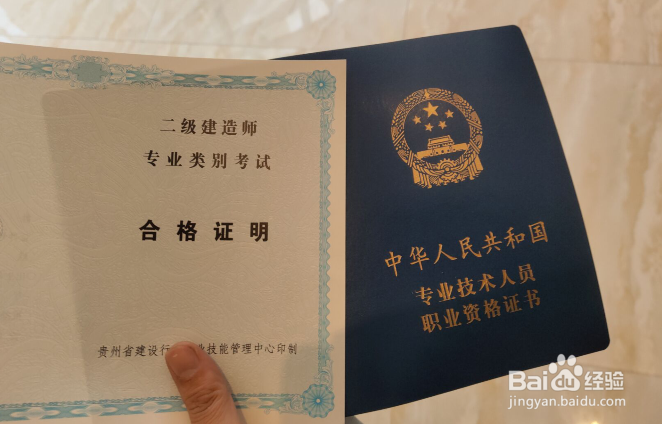 二级建造师
专业类别考试
合格证明
贵州省建设行 业技能管理中心印制
中华人民共和国
专业技术人员
职业资格证书
Baidu经验
jingyan.baidu.com